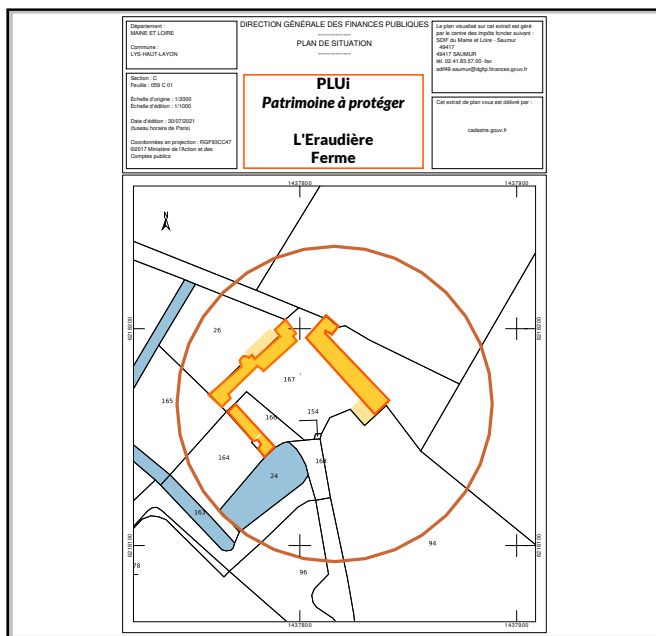 Département :
MAINE ET LOIRE
Commune :
LYS-HAUT-LAYON
Section : C
Feuille : 059 C 01
Échelle d'origine : 1/2000
Échelle d'édition : 1/1000
Date d'édition : 30/07/2021
(fuseau horaire de Paris)
Coordonnées en projection : RGF93CC47
©2017 Ministère de l'Action et des
Comptes publics
DIRECTION GÉNÉRALE DES FINANCES PUBLIQUES
-------------
PLAN DE SITUATION
-------------
PLUi
Patrimoine à protéger
L'Eraudière
Ferme
Le plan visualisé sur cet extrait est géré
par le centre des impôts foncier suivant :
SDIF du Maine et Loire - Saumur
49417
49417 SAUMUR
tél. 02.41.83.57.00 -fax
sdif49.saumur@dgfip.finances.gouv.fr
Cet extrait de plan vous est délivré par :
cadastre.gouv.fr
1437800
1437900
N
6218200
6218200
26
167
165
166
154
164
168
24
163
6218100
6218100
94
78
96
1437800
1437900